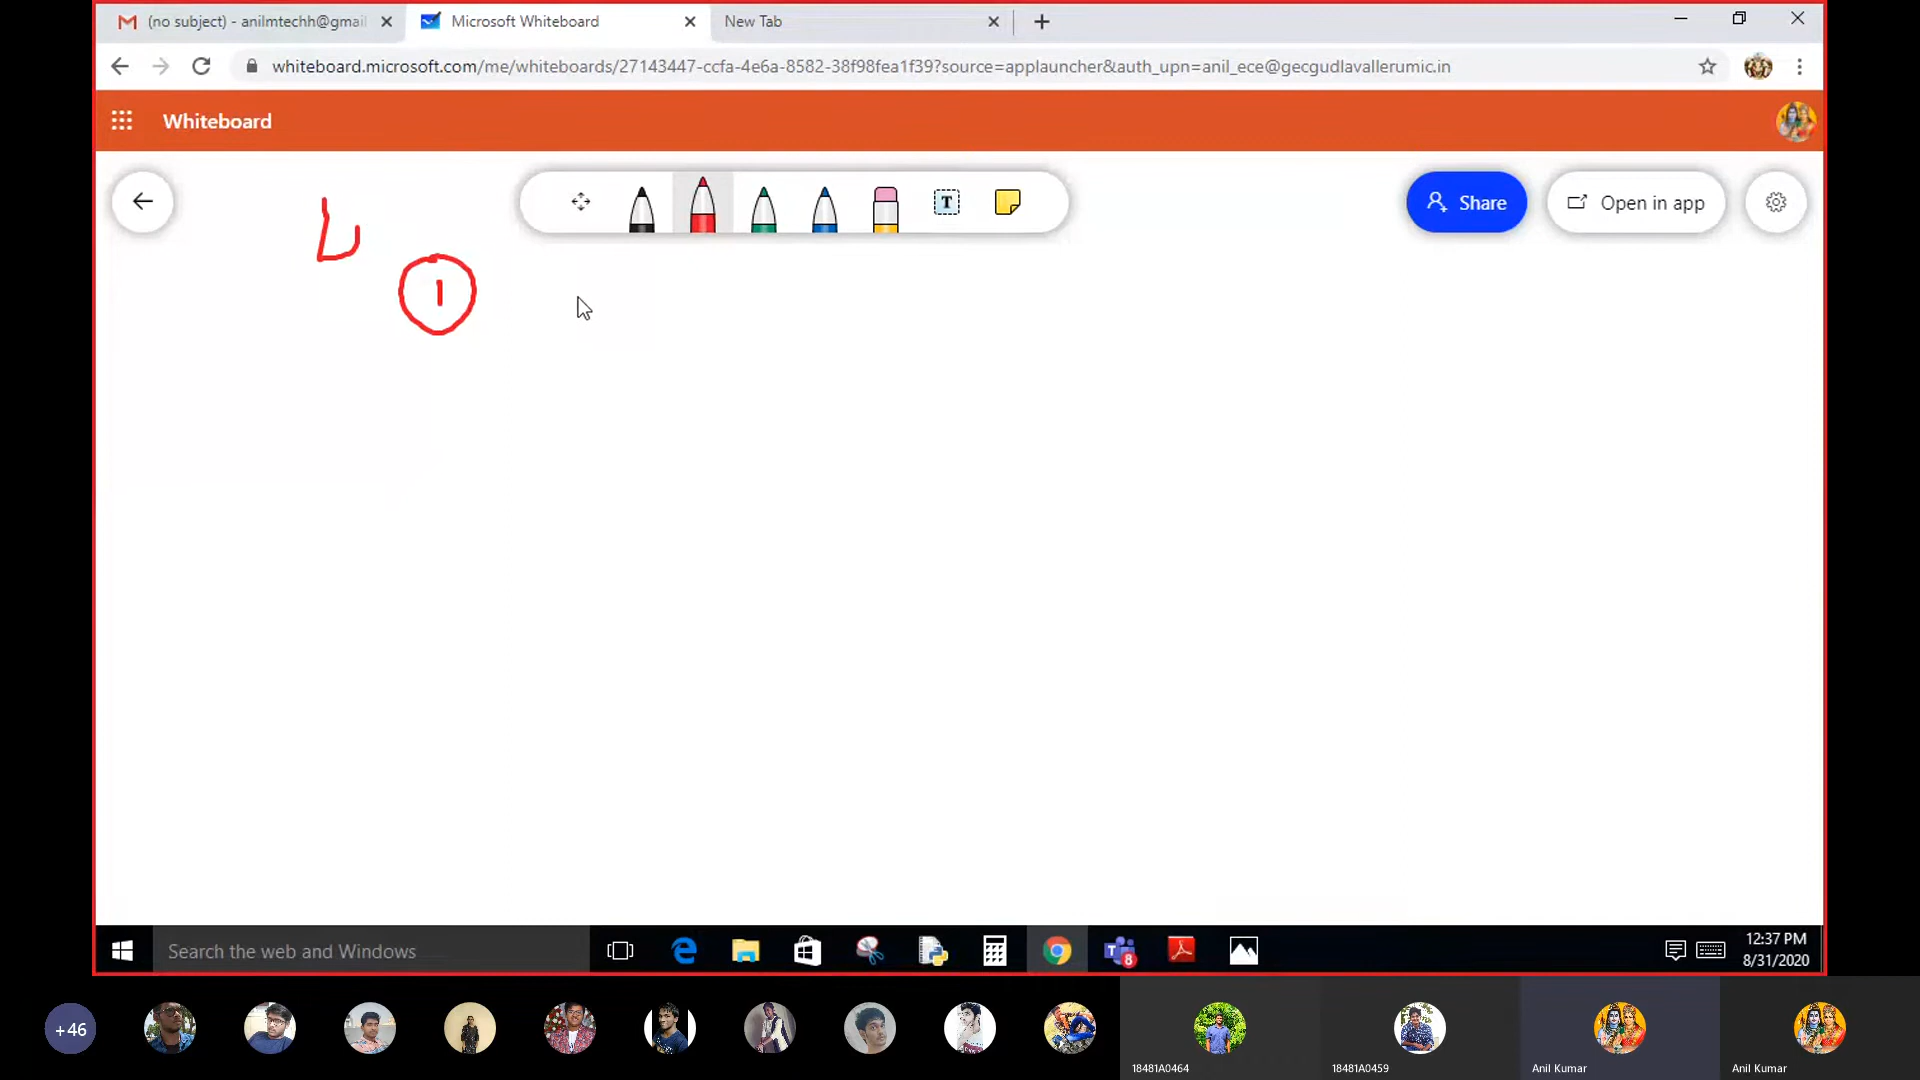 (no subject) - anilmtechh@gmail
Microsoft Whiteboard
New Tab
whiteboard.microsoft.com/me/whiteboards/27143447-ccfa-4e6a-8582-38f98fea1f39?source=applauncher&auth_upn=anil_ece@gecgudlavallerumic.in
Whiteboard
T
Share
Open in app
1
Search the web and Windows
8
12:37 PM
8/31/2020
+46
18481A0464
18481A0459
Anil Kumar
Anil Kumar